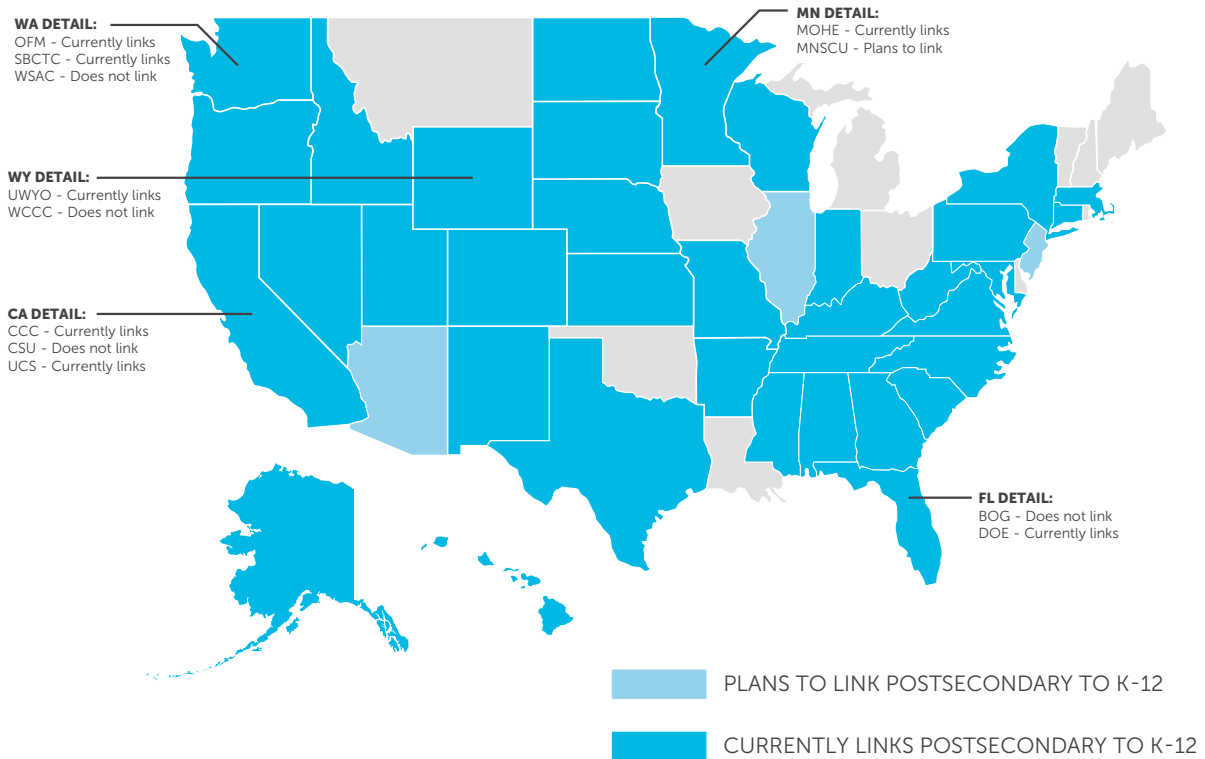 WA DETAIL:
OFM - Currently links
SBCTC - Currently links
WSAC - Does not link
MN DETAIL:
MOHE - Currently links
MNSCU - Plans to link
WY DETAIL:
UWYO - Currently links
WCCC - Does not link
CA DETAIL:
CCC - Currently links
CSU - Does not link
UCS - Currently links
FL DETAIL:
BOG - Does not link
DOE - Currently links
PLANS TO LINK POSTSECONDARY TO K-12
CURRENTLY LINKS POSTSECONDARY TO K-12